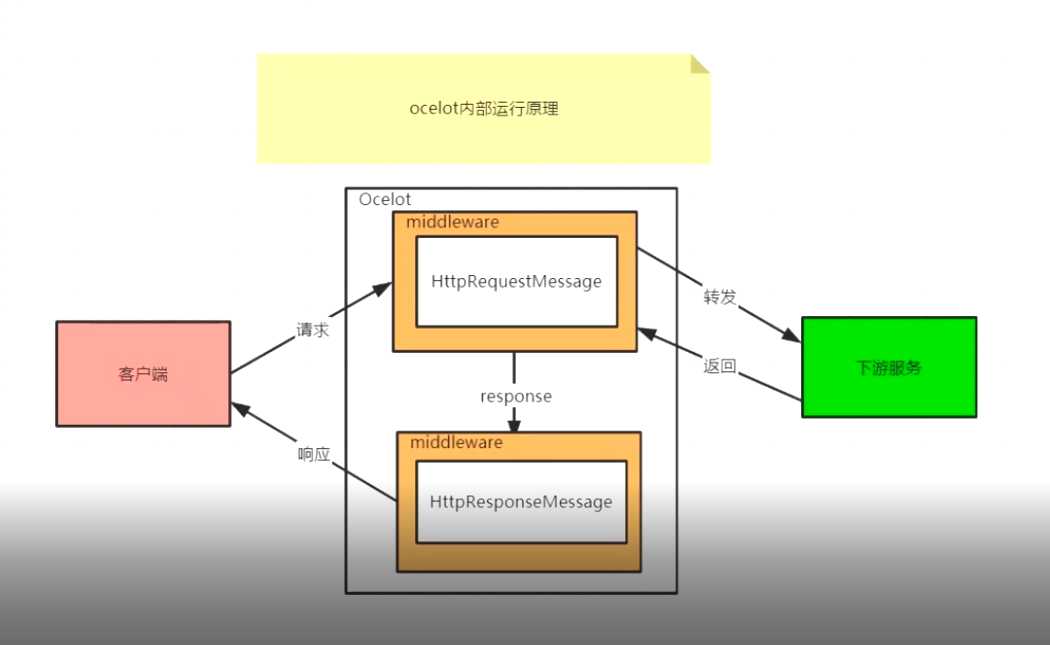 ocelot内部运行原理
Ocelot
middleware
HttpRequestMessage
转发
请求
返回
客户端
下游服务
response
middleware
响应
HttpResponseMessage